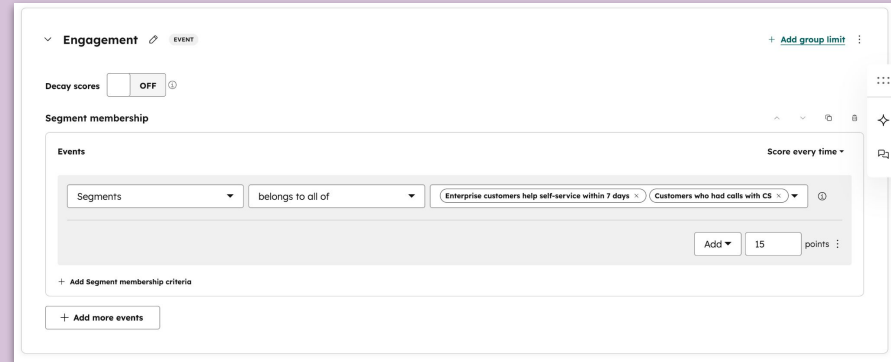 Engagement EVENT + Add group limit
Decay scores OFF
Segment membership
Events Score every time
Segments belongs to all of Enterprise customers help self-service within 7 days × Customers who had calls with CS ×
Add 15 points
+ Add Segment membership criteria
+ Add more events